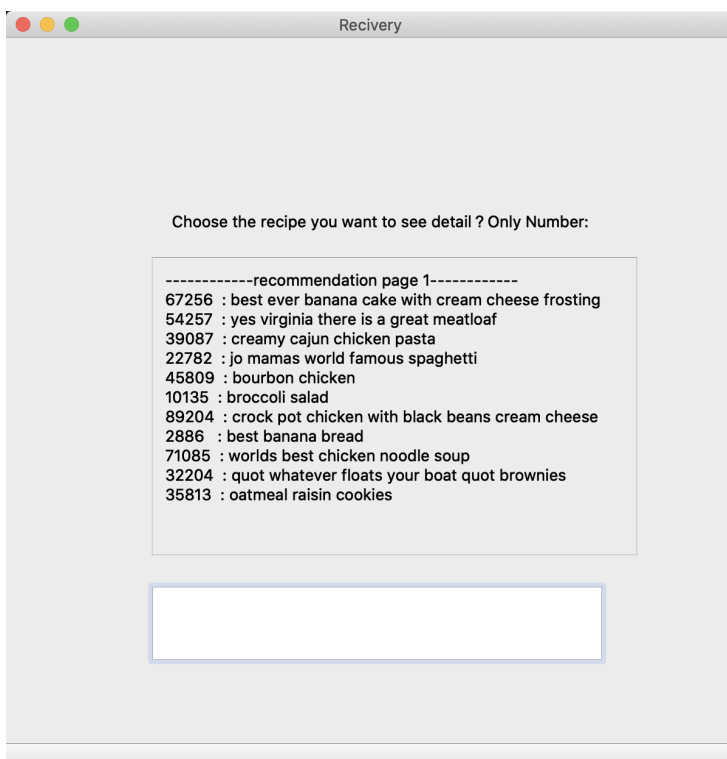 Recivery
Choose the recipe you want to see detail ? Only Number:
------------recommendation page 1------------
67256 : best ever banana cake with cream cheese frosting
54257 : yes virginia there is a great meatloaf
39087 : creamy cajun chicken pasta
22782 : jo mamas world famous spaghetti
45809 : bourbon chicken
10135 : broccoli salad
89204 : crock pot chicken with black beans cream cheese
2886 : best banana bread
71085 : worlds best chicken noodle soup
32204 : quot whatever floats your boat quot brownies
35813 : oatmeal raisin cookies